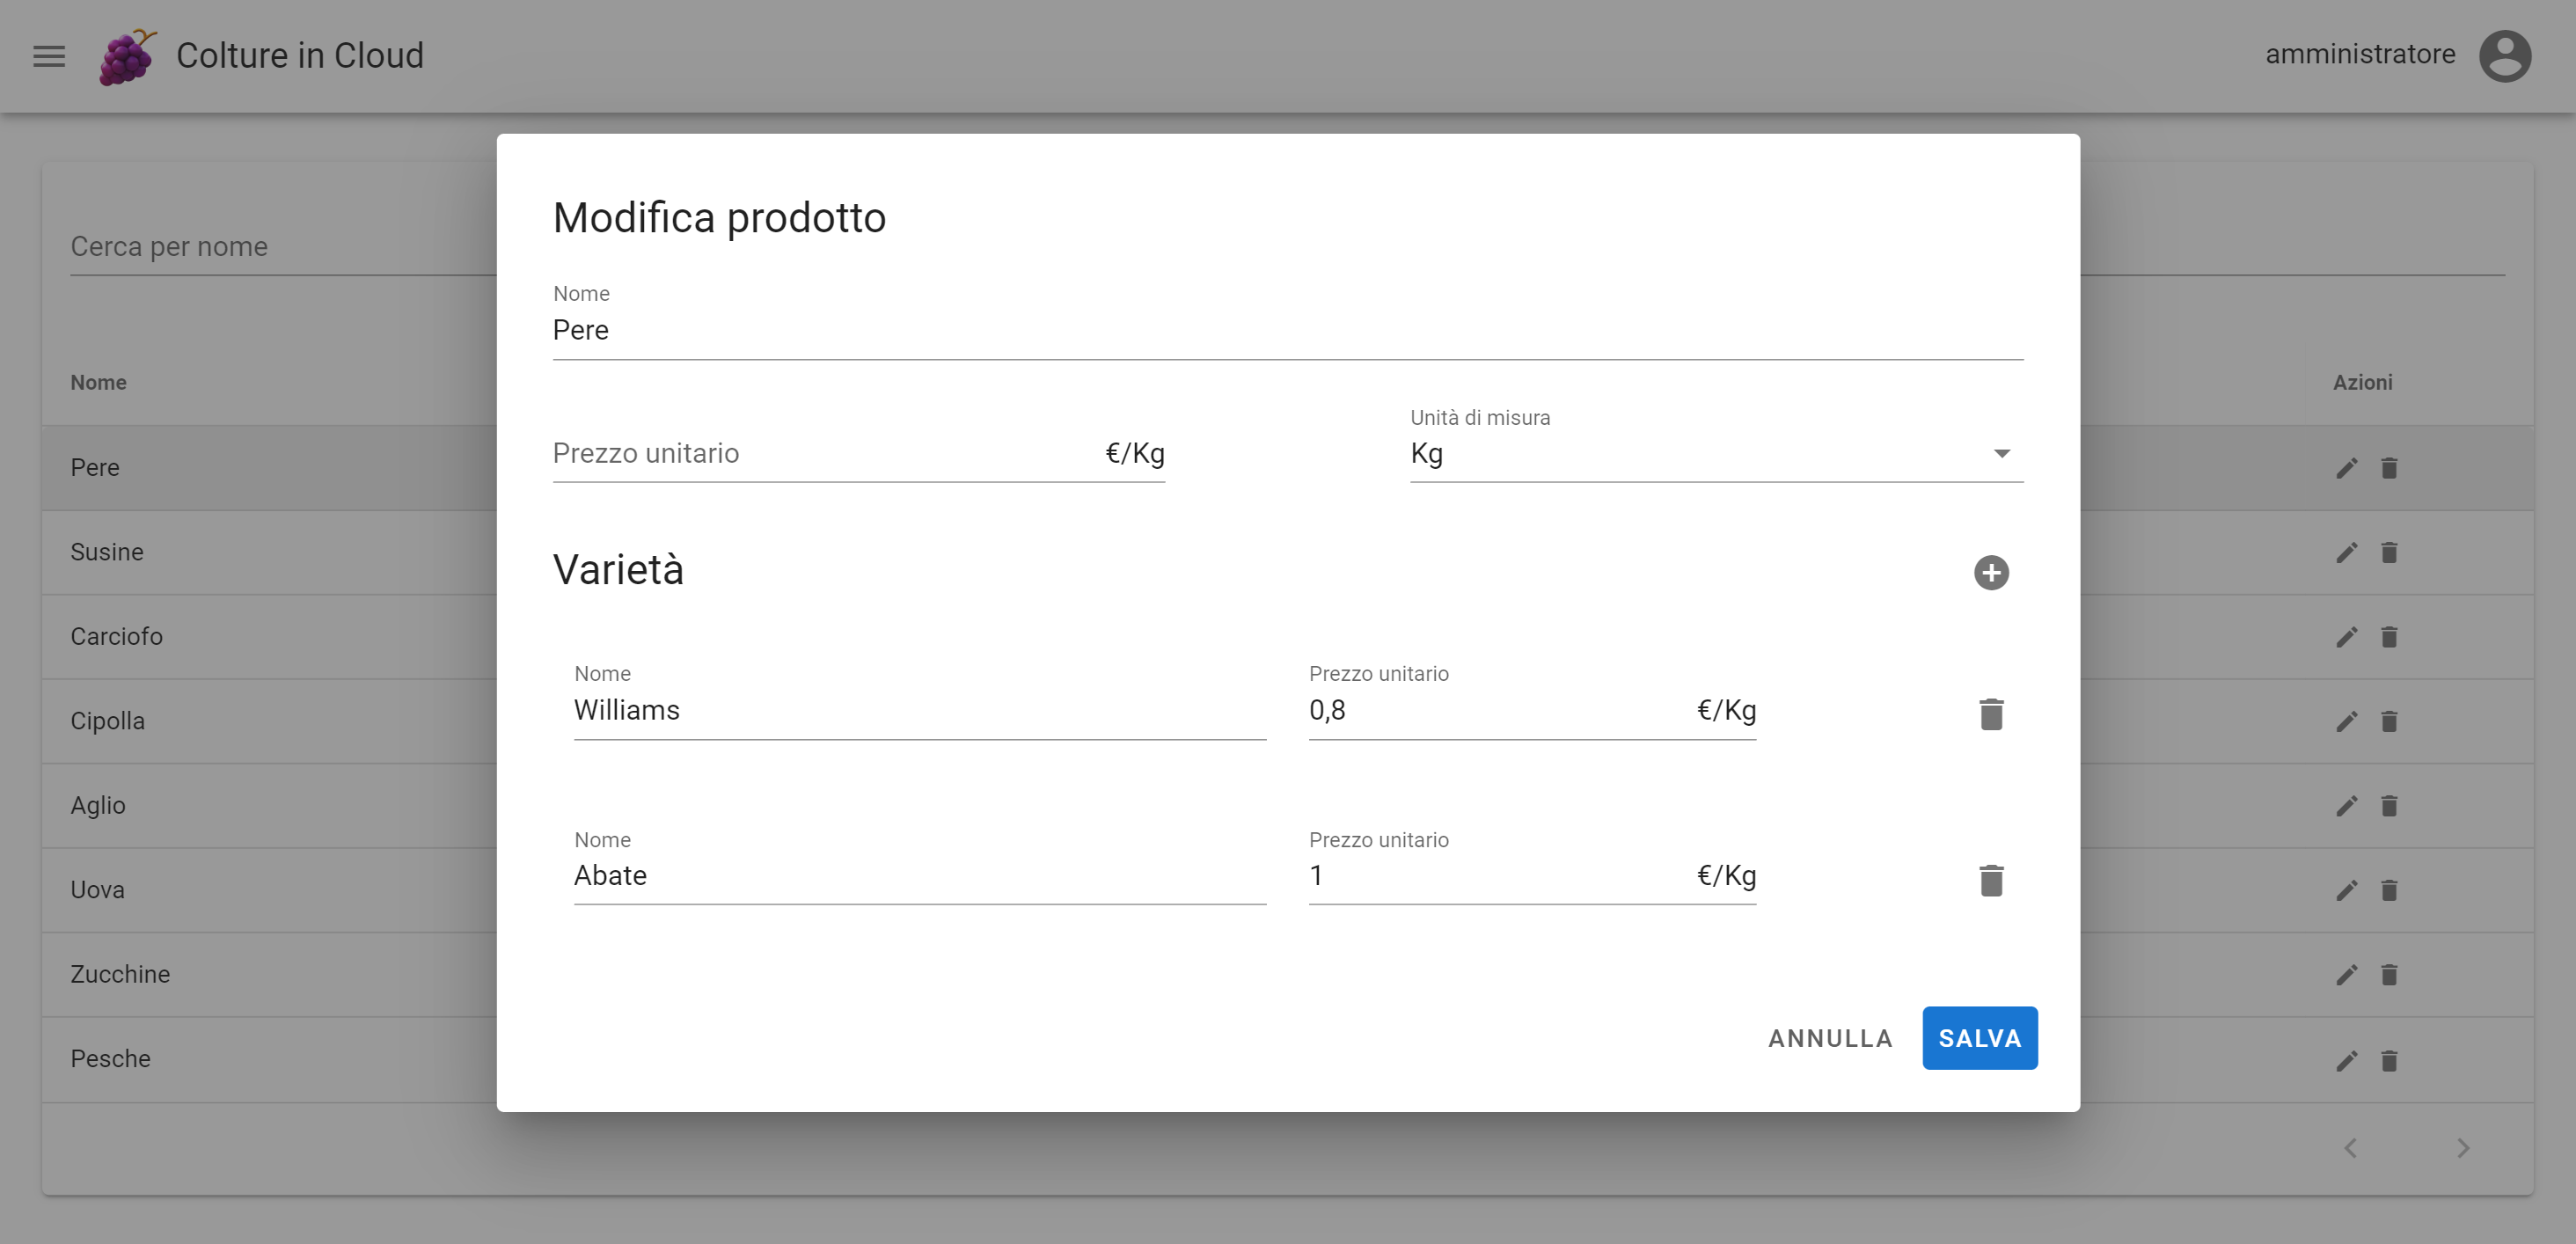 Colture in Cloud
amministratore
Cerca per nome
Nome
Azioni
Pere
Susine
Carciofo
Cipolla
Aglio
Uova
Zucchine
Pesche
Modifica prodotto
Nome
Pere
Prezzo unitario €/Kg
Unità di misura
Kg
Varietà
Nome
Williams
Prezzo unitario
0,8 €/Kg
Nome
Abate
Prezzo unitario
1 €/Kg
ANNULLA
SALVA